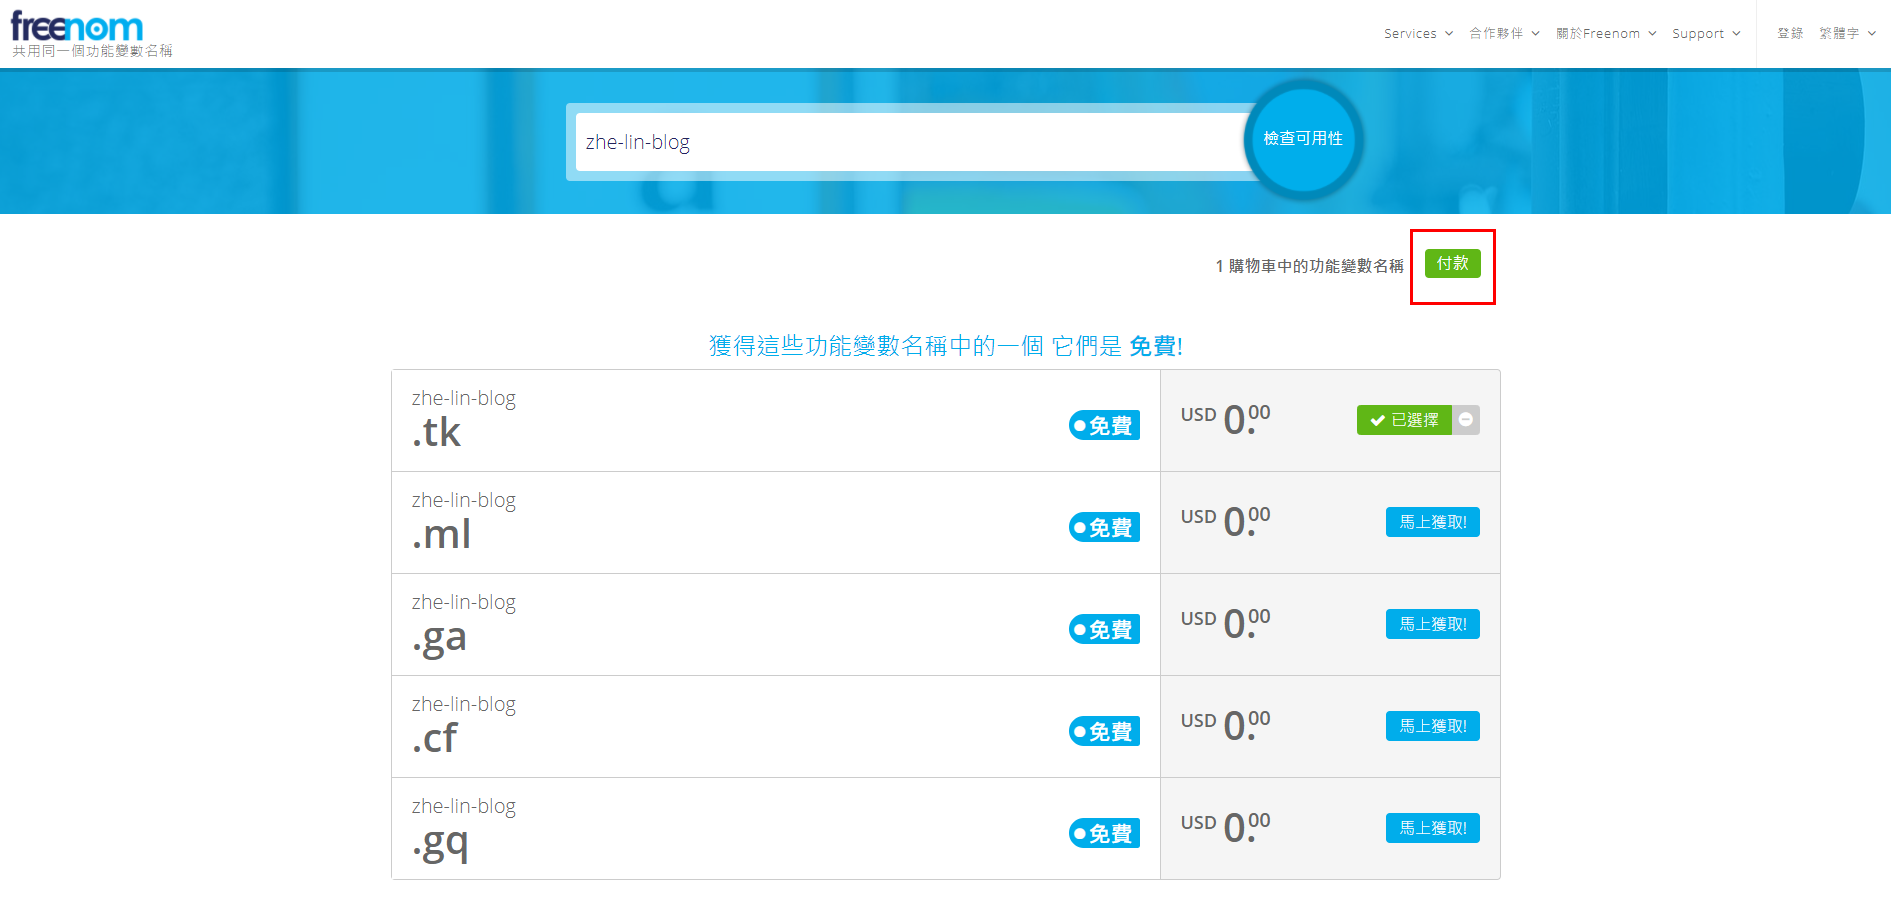 freenom
共用同一個功能變數名稱
Services 合作夥伴 關於Freenom Support 登錄 繁體字
zhe-lin-blog
檢查可用性
1 購物車中的功能變數名稱 付款
獲得這些功能變數名稱中的一個 它們是 免費!
zhe-lin-blog
.tk 免費 USD 0.00 已選擇
zhe-lin-blog
.ml 免費 USD 0.00 馬上獲取!
zhe-lin-blog
.ga 免費 USD 0.00 馬上獲取!
zhe-lin-blog
.cf 免費 USD 0.00 馬上獲取!
zhe-lin-blog
.gq 免費 USD 0.00 馬上獲取!